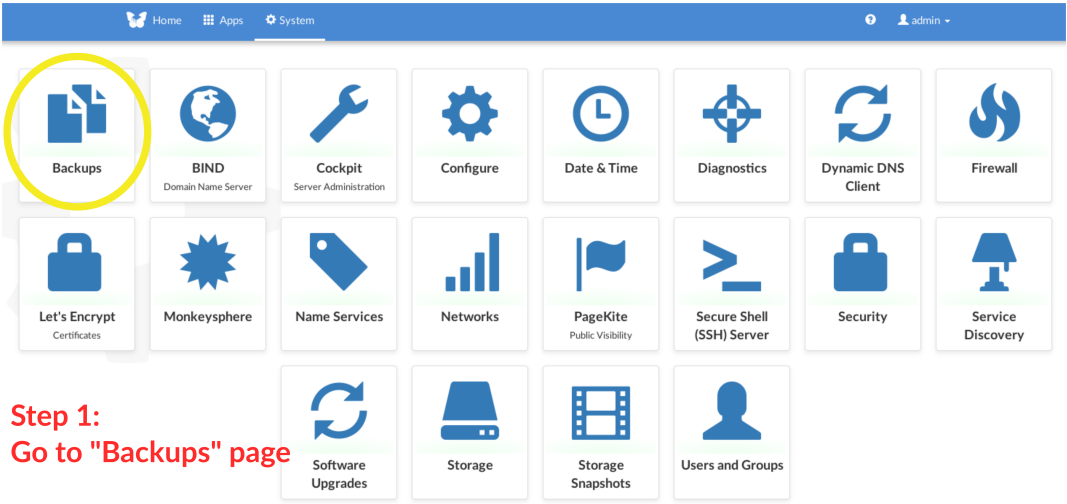 Home Apps System admin
Backups
BIND
Domain Name Server
Cockpit
Server Administration
Configure
Date & Time
Diagnostics
Dynamic DNS
Client
Firewall
Let's Encrypt
Certificates
Monkeysphere
Name Services
Networks
PageKite
Public Visibility
Secure Shell
(SSH) Server
Security
Service
Discovery
Step 1:
Go to "Backups" page
Software
Upgrades
Storage
Storage
Snapshots
Users and Groups